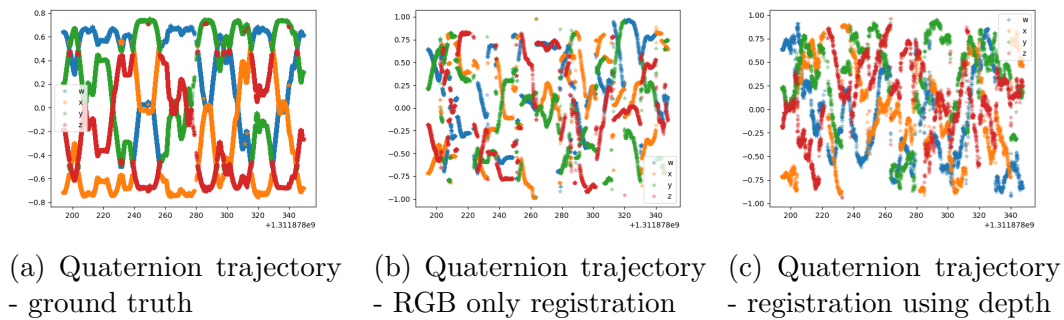 0.8
0.6
0.4
0.2
0.0
−0.2
−0.4
−0.6
−0.8
w
x
y
z
200 220 240 260 280 300 320 340
+1.311878e9
1.00
0.75
0.50
0.25
0.00
−0.25
−0.50
−0.75
−1.00
w
x
y
z
200 220 240 260 280 300 320 340
+1.311878e9
1.00
0.75
0.50
0.25
0.00
−0.25
−0.50
−0.75
−1.00
w
x
y
z
200 220 240 260 280 300 320 340
+1.311878e9
(a) Quaternion trajectory
- ground truth
(b) Quaternion trajectory
- RGB only registration
(c) Quaternion trajectory
- registration using depth